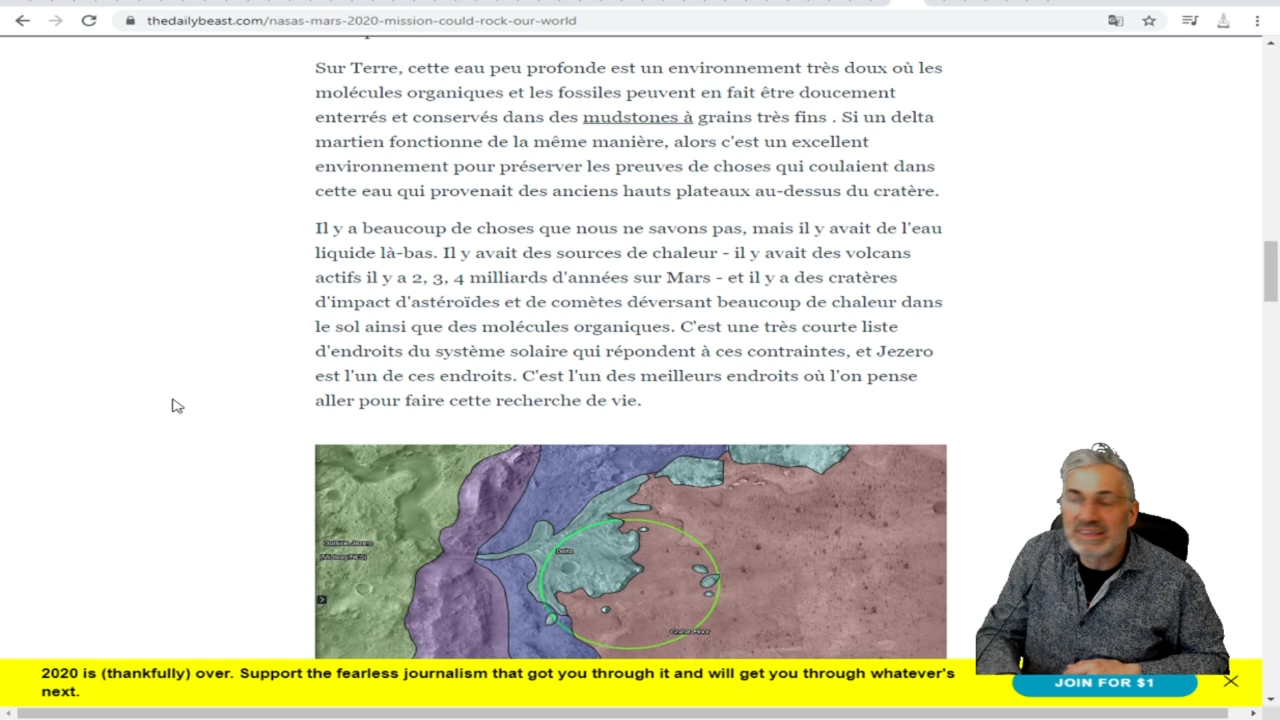 thedailybeast.com/nasas-mars-2020-mission-could-rock-our-world
Sur Terre, cette eau peu profonde est un environnement très doux où les
molécules organiques et les fossiles peuvent en fait être doucement
enterrés et conservés dans des mudstones à grains très fins . Si un delta
martien fonctionne de la même manière, alors c'est un excellent
environnement pour préserver les preuves de choses qui coulaient dans
cette eau qui provenait des anciens hauts plateaux au-dessus du cratère.
Il y a beaucoup de choses que nous ne savons pas, mais il y avait de l'eau
liquide là-bas. Il y avait des sources de chaleur - il y avait des volcans
actifs il y a 2, 3, 4 milliards d'années sur Mars - et il y a des cratères
d'impact d'astéroïdes et de comètes déversant beaucoup de chaleur dans
le sol ainsi que des molécules organiques. C'est une très courte liste
d'endroits du système solaire qui répondent à ces contraintes, et Jezero
est l'un de ces endroits. C'est l'un des meilleurs endroits où l'on pense
aller pour faire cette recherche de vie.
Outside Jezero
Delta
Crater Floor
2020 is (thankfully) over. Support the fearless journalism that got you through it and will get you through whatever's
next.
JOIN FOR $1